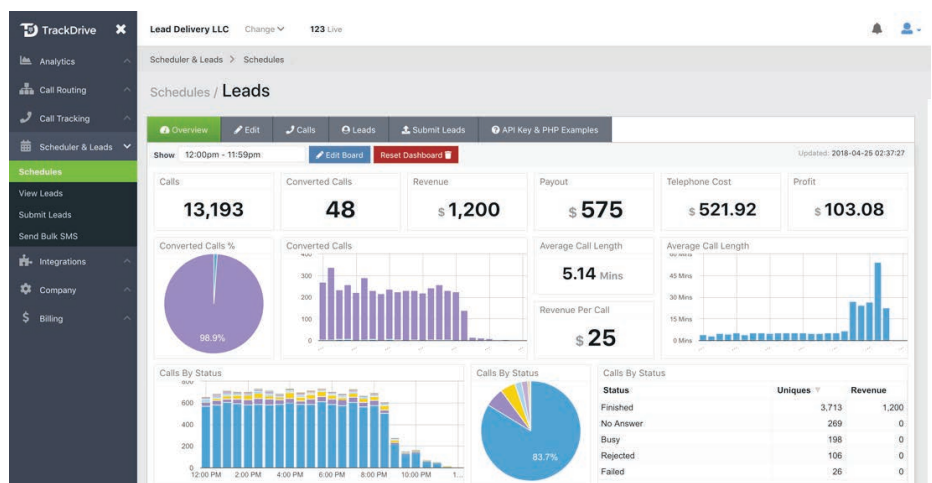 TrackDrive
Lead Delivery LLC Change 123 Live
Analytics
Call Routing
Call Tracking
Scheduler & Leads
Schedules
View Leads
Submit Leads
Send Bulk SMS
Integrations
Company
$ Billing
Scheduler & Leads > Schedules
Schedules / Leads
Overview Edit Calls Leads Submit Leads API Key & PHP Examples
Show 12:00pm - 11:59pm Edit Board Reset Dashboard Updated: 2018-04-25 02:37:27
Calls
13,193
Converted Calls
48
Revenue
$ 1,200
Payout
$ 575
Telephone Cost
$ 521.92
Profit
$ 103.08
Converted Calls %
98.9%
Converted Calls
400
300
200
100
0
Average Call Length
5.14 Mins
Revenue Per Call
$ 25
Average Call Length
60 Mins
45 Mins
30 Mins
15 Mins
0 Mins
Calls By Status
800
600
400
200
0
12:00 PM 2:00 PM 4:00 PM 6:00 PM 8:00 PM 10:00 PM 1...
Calls By Status
83.7%
Calls By Status
Status Uniques Revenue
Finished 3,713 1,200
No Answer 269 0
Busy 198 0
Rejected 106 0
Failed 26 0